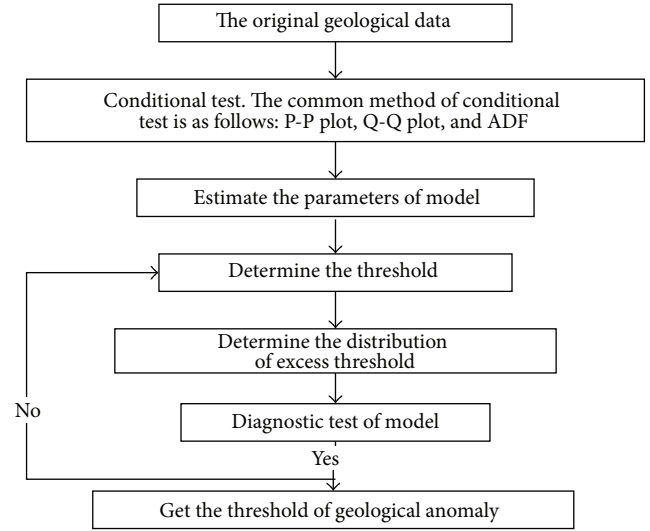 The original geological data
Conditional test. The common method of conditional
test is as follows: P-P plot, Q-Q plot, and ADF
Estimate the parameters of model
Determine the threshold
Determine the distribution
of excess threshold
No
Diagnostic test of model
Yes
Get the threshold of geological anomaly